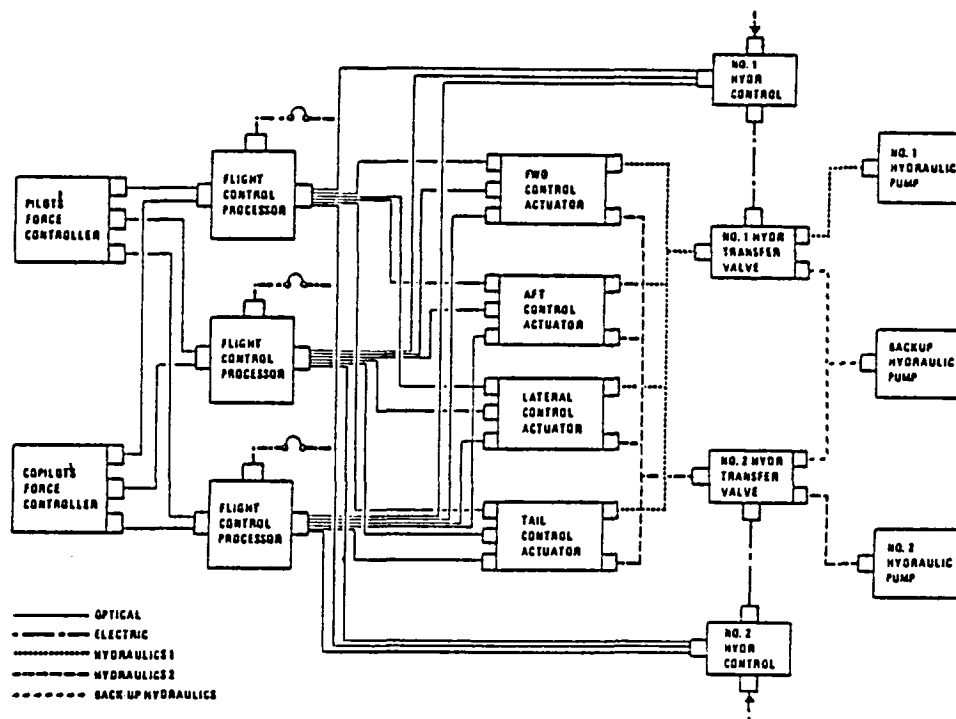 NO. 1
HYDR
CONTROL
FLIGHT
CONTROL
PROCESSOR
FWD
CONTROL
ACTUATOR
NO. 1
HYDRAULIC
PUMP
PILOTS
FORCE
CONTROLLER
NO. 1 HYDR
TRANSFER
VALVE
AFT
CONTROL
ACTUATOR
FLIGHT
CONTROL
PROCESSOR
BACKUP
HYDRAULIC
PUMP
LATERAL
CONTROL
ACTUATOR
COPILOTS
FORCE
CONTROLLER
NO. 2 HYDR
TRANSFER
VALVE
FLIGHT
CONTROL
PROCESSOR
TAIL
CONTROL
ACTUATOR
NO. 2
HYDRAULIC
PUMP
OPTICAL
ELECTRIC
HYDRAULICS 1
HYDRAULICS 2
BACK-UP HYDRAULICS
NO. 2
HYDR
CONTROL